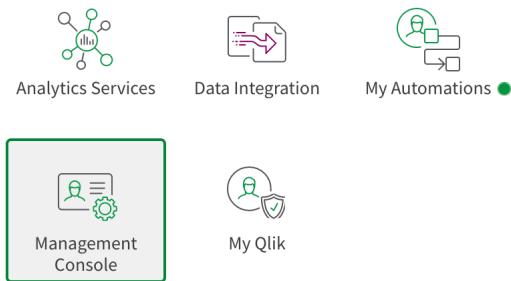 Analytics Services
Data Integration
My Automations
Management
Console
My Qlik